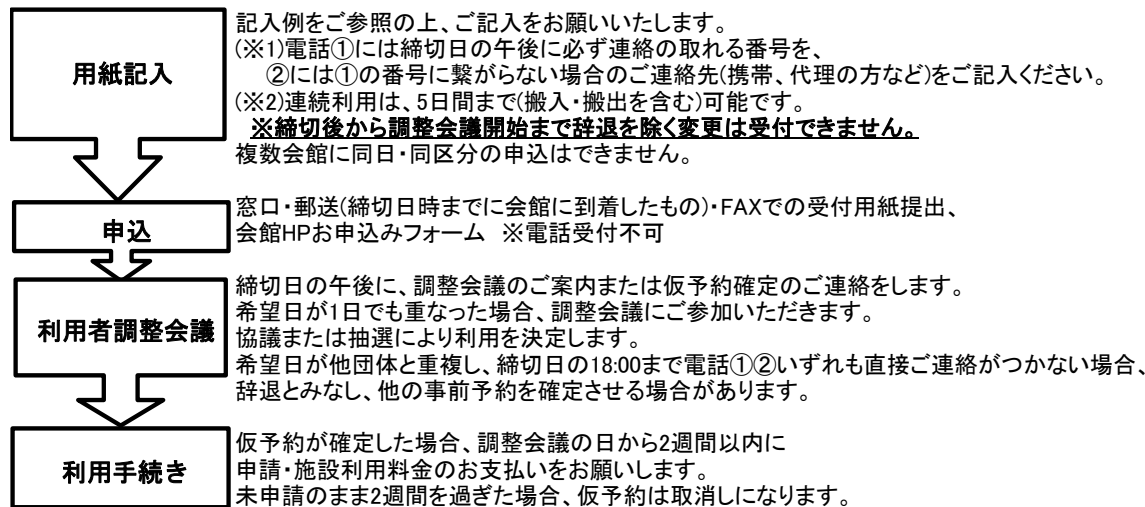 用紙記入
記入例をご参照の上、ご記入をお願いいたします。
(※1)電話①には締切日の午後に必ず連絡の取れる番号を、
②には①の番号に繋がらない場合のご連絡先(携帯、代理の方など)をご記入ください。
(※2)連続利用は、5日間まで(搬入・搬出を含む)可能です。
※締切後から調整会議開始まで辞退を除く変更は受付できません。
複数会館に同日・同区分の申込はできません。
申込
窓口・郵送(締切日時までに会館に到着したもの)・FAXでの受付用紙提出、
会館HPお申込みフォーム ※電話受付不可
利用者調整会議
締切日の午後に、調整会議のご案内または仮予約確定のご連絡をします。
希望日が1日でも重なった場合、調整会議にご参加いただきます。
協議または抽選により利用を決定します。
希望日が他団体と重複し、締切日の18:00まで電話①②いずれも直接ご連絡がつかない場合、
辞退とみなし、他の事前予約を確定させる場合があります。
利用手続き
仮予約が確定した場合、調整会議の日から2週間以内に
申請・施設利用料金のお支払いをお願いします。
未申請のまま2週間を過ぎた場合、仮予約は取消しになります。